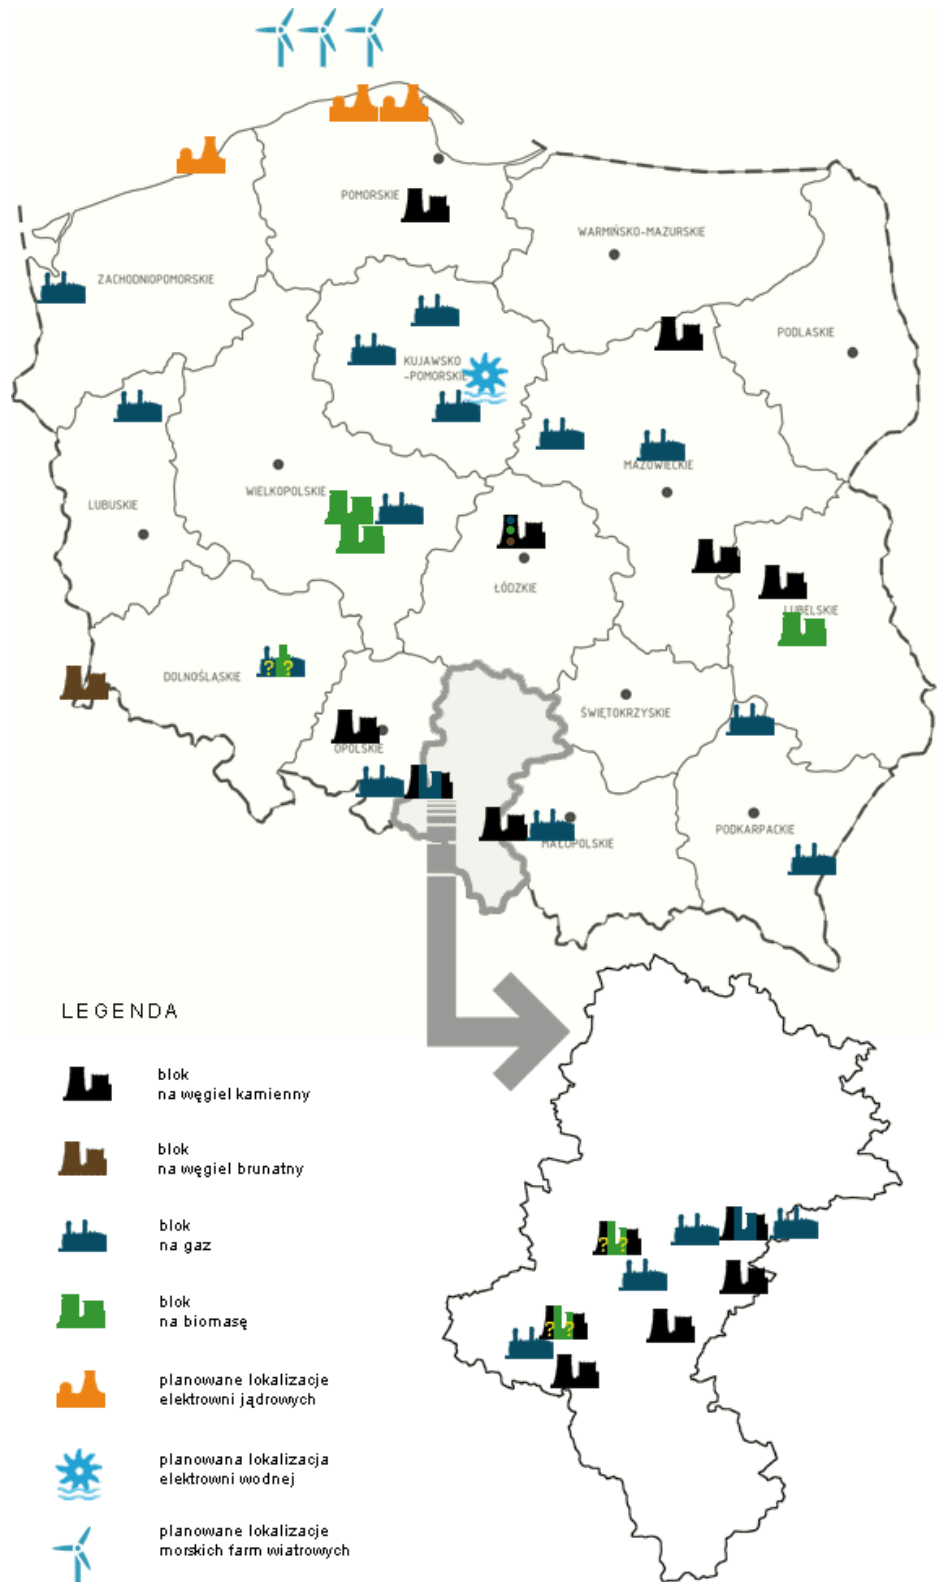 POMORSKIE
WARMIŃSKO-MAZURSKIE
ZACHODNIOPOMORSKIE
PODLASKIE
KUJAWSKO
-POMORSKIE
MAZOWIECKIE
WIELKOPOLSKIE
LUBUSKIE
ŁÓDZKIE
LUBELSKIE
DOLNOŚLĄSKIE
? ?
ŚWIĘTOKRZYSKIE
OPOLSKIE
PODKARPACKIE
MAŁOPOLSKIE
LEGENDA
blok
na węgiel kamienny
blok
na węgiel brunatny
blok
na gaz
blok
na biomasę
planowane lokalizacje
elektrowni jądrowych
planowana lokalizacja
elektrowni wodnej
planowane lokalizacje
morskich farm wiatrowych
? ?
? ?